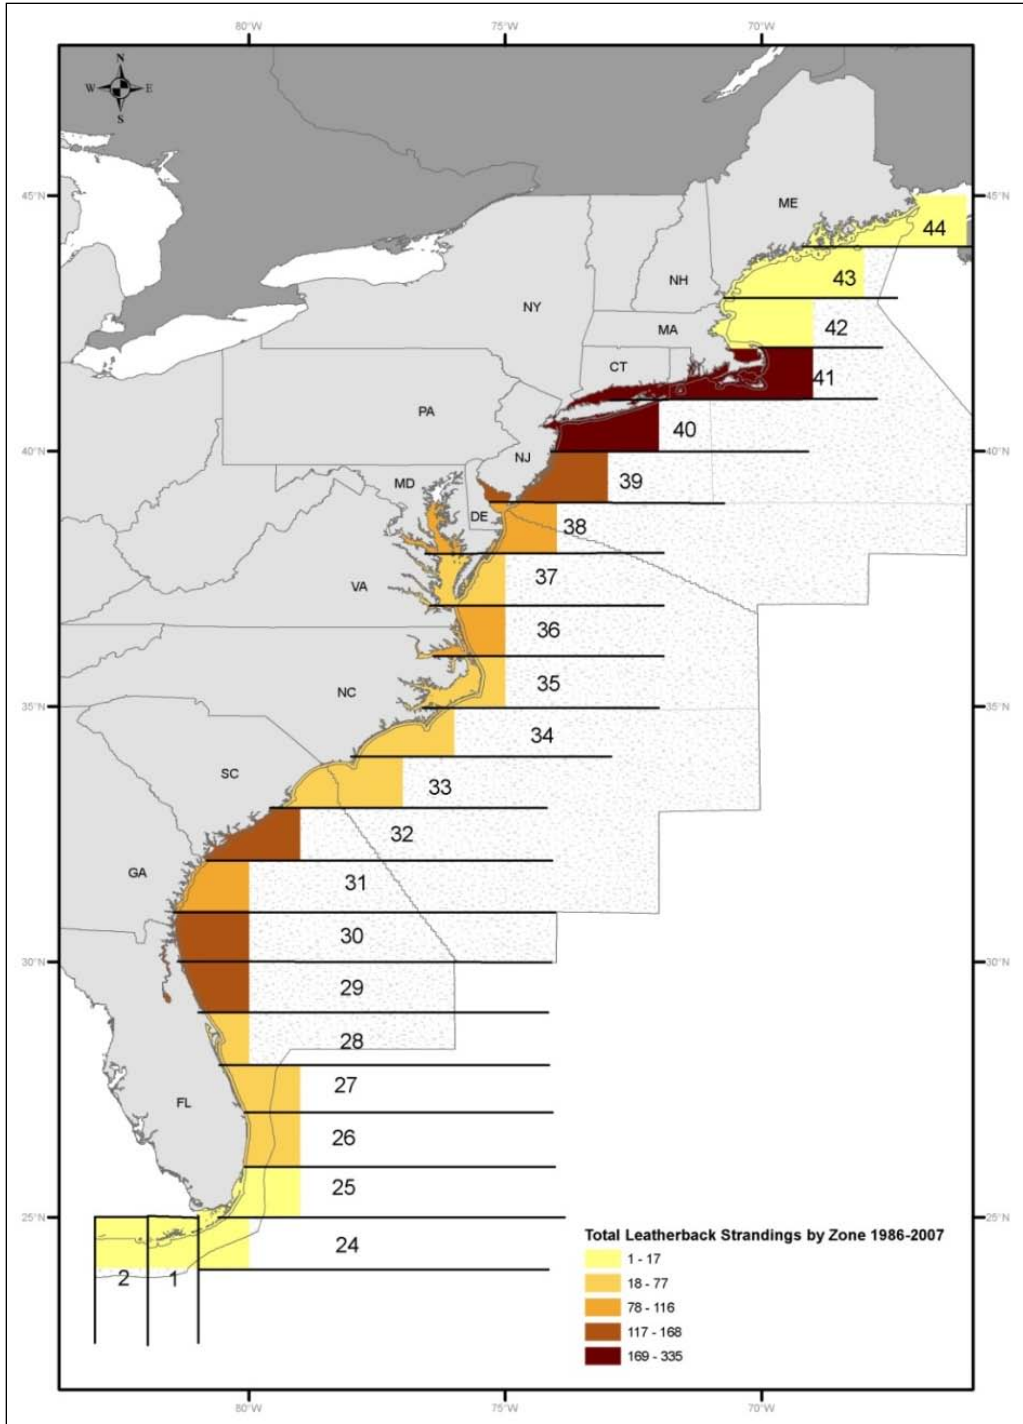 80°W 75°W 70°W
N
W E
S
45°N 45°N
ME
44
NH
43
NY
MA
42
CT
41
PA
40
40°N 40°N
NJ
39
MD
DE
38
37
VA
36
35
NC
35°N 35°N
34
SC
33
32
GA
31
30
30°N 30°N
29
28
27
FL
26
25
25°N 25°N
24
2 1
Total Leatherback Strandings by Zone 1986-2007
1 - 17
18 - 77
78 - 116
117 - 168
169 - 335
80°W 75°W 70°W